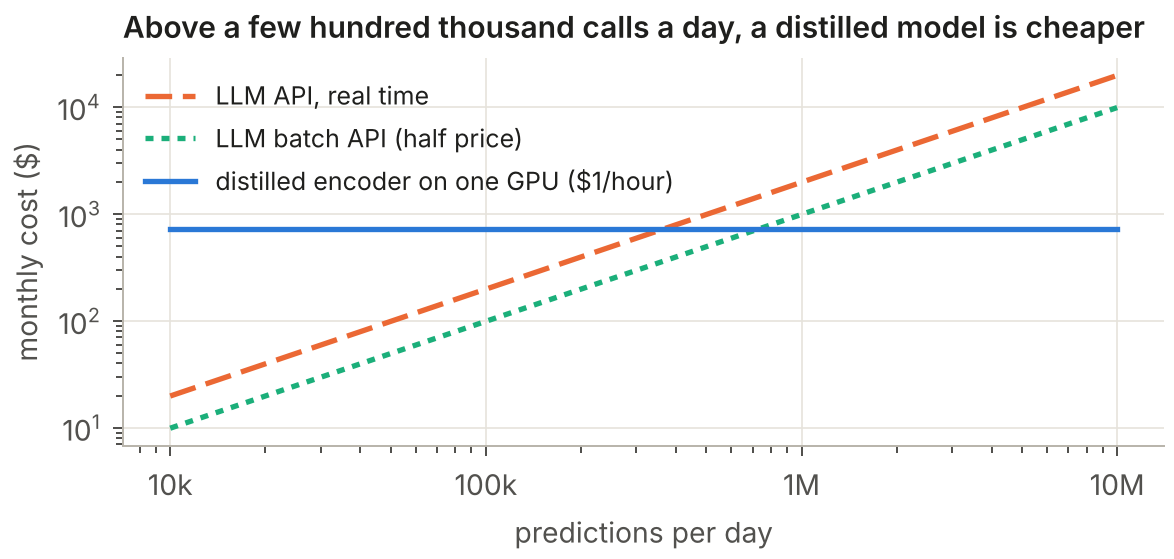 Above a few hundred thousand calls a day, a distilled model is cheaper
LLM API, real time
LLM batch API (half price)
distilled encoder on one GPU ($1/hour)
monthly cost ($)
10⁴
10³
10²
10¹
10k 100k 1M 10M
predictions per day